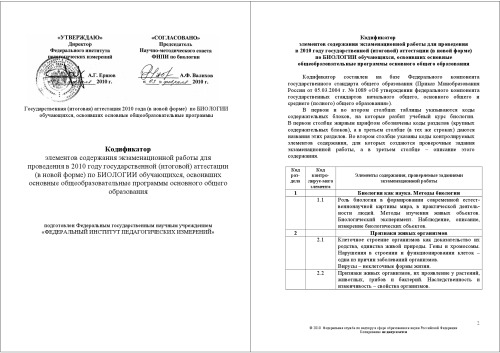 «УТВЕРЖДАЮ»
Директор
Федерального института
педагогических измерений
А.Г. Ершов
2010 г.
«СОГЛАСОВАНО»
Председатель
Научно-методического совета
ФИПИ по биологии
А.Ф. Валихов
2010 г.
Государственная (итоговая) аттестация 2010 года (в новой форме) по БИОЛОГИИ
обучающихся, освоивших основные общеобразовательные программы
Кодификатор
элементов содержания экзаменационной работы для
проведения в 2010 году государственной (итоговой) аттестации
(в новой форме) по БИОЛОГИИ обучающихся, освоивших
основные общеобразовательные программы основного общего
образования
подготовлен Федеральным государственным научным учреждением
«ФЕДЕРАЛЬНЫЙ ИНСТИТУТ ПЕДАГОГИЧЕСКИХ ИЗМЕРЕНИЙ»
Кодификатор
элементов содержания экзаменационной работы для проведения
в 2010 году государственной (итоговой) аттестации (в новой форме)
по БИОЛОГИИ обучающихся, освоивших основные
общеобразовательные программы основного общего образования
Кодификатор составлен на базе Федерального компонента
государственного стандарта общего образования (Приказ Минобразования
России от 05.03.2004 г. № 1089 «Об утверждении федерального компонента
государственных стандартов начального общего, основного общего и
среднего (полного) общего образования»).
В первом и во втором столбцах таблицы указываются коды
содержательных блоков, на которые разбит учебный курс биологии.
В первом столбце жирным шрифтом обозначены коды разделов (крупных
содержательных блоков), а в третьем столбце (в тех же строках) даются
названия этих разделов. Во втором столбце указаны коды контролируемых
элементов содержания, для которых создаются проверочные задания
экзаменационной работы, а в третьем столбце – описание этого
содержания.
Код раз- дела
Код контро- лируе-мого элемента
Элементы содержания, проверяемые заданиями экзаменационной работы
1 Биология как наука. Методы биологии
1.1 Роль биологии в формировании современной естест-
веннонаучной картины мира, в практической деятель-
ности людей. Методы изучения живых объектов.
Биологический эксперимент. Наблюдение, описание,
измерение биологических объектов.
2 Признаки живых организмов
2.1 Клеточное строение организмов как доказательство их
родства, единства живой природы. Гены и хромосомы.
Нарушения в строении и функционировании клеток –
одна из причин заболеваний организмов.
Вирусы – неклеточные формы жизни.
2.2 Признаки живых организмов, их проявление у растений,
животных, грибов и бактерий. Наследственность и
изменчивость – свойства организмов.
© 2010 Федеральная служба по надзору в сфере образования и науки Российской Федерации
Копирование не допускается
2